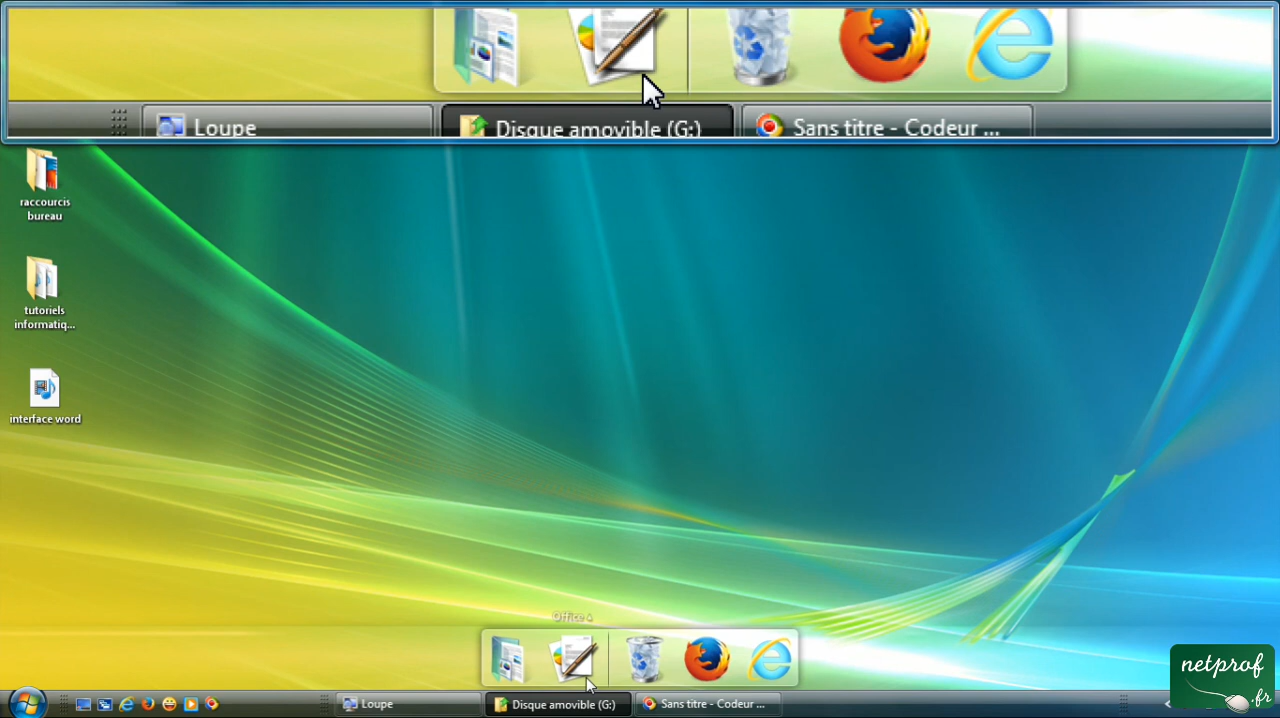 Loupe
Disque amovible (G:)
Sans titre - Codeur ...
raccourcis
bureau
tutoriels
informatiq...
interface word
Office
Loupe
Disque amovible (G:)
Sans titre - Codeur ...
netprof
.fr